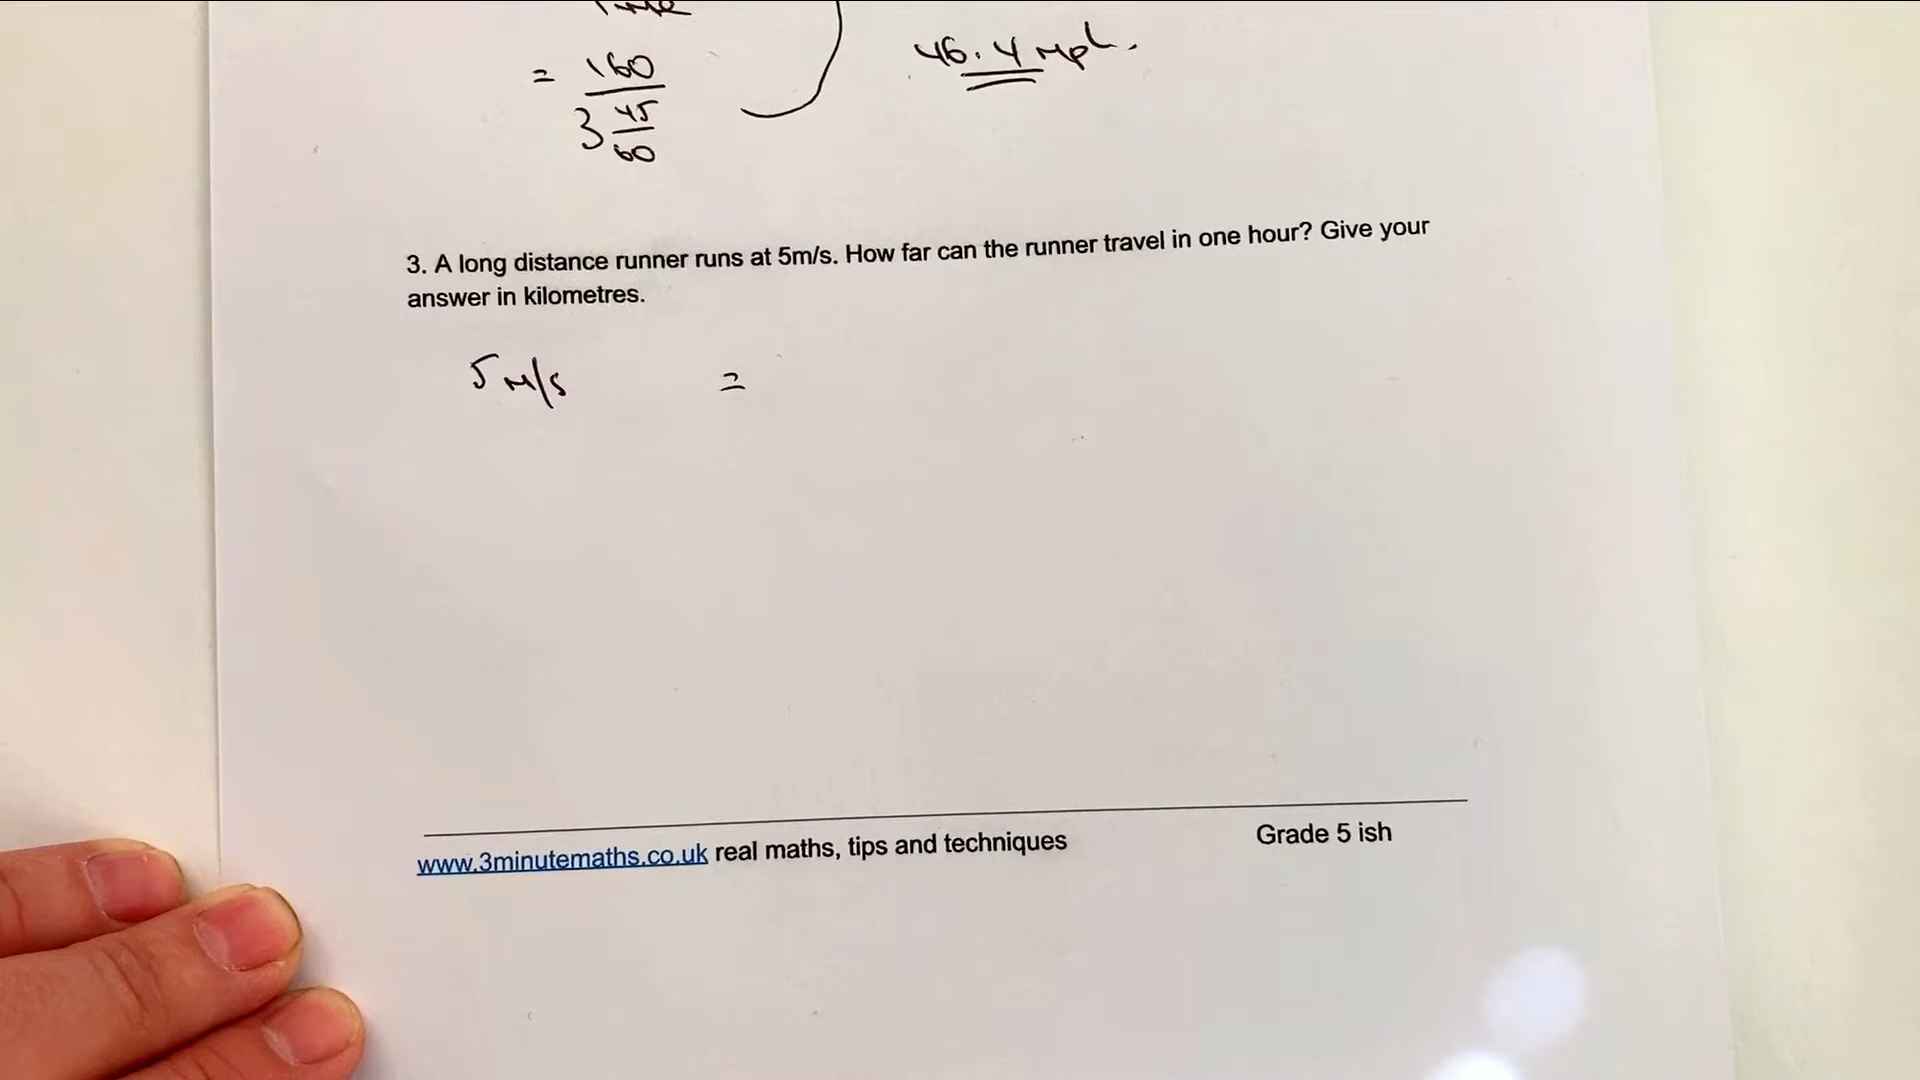 = 160
3 45
60
46.4 mph.
3. A long distance runner runs at 5m/s. How far can the runner travel in one hour? Give your
answer in kilometres.
5 m/s =
www.3minutemaths.co.uk real maths, tips and techniques Grade 5 ish